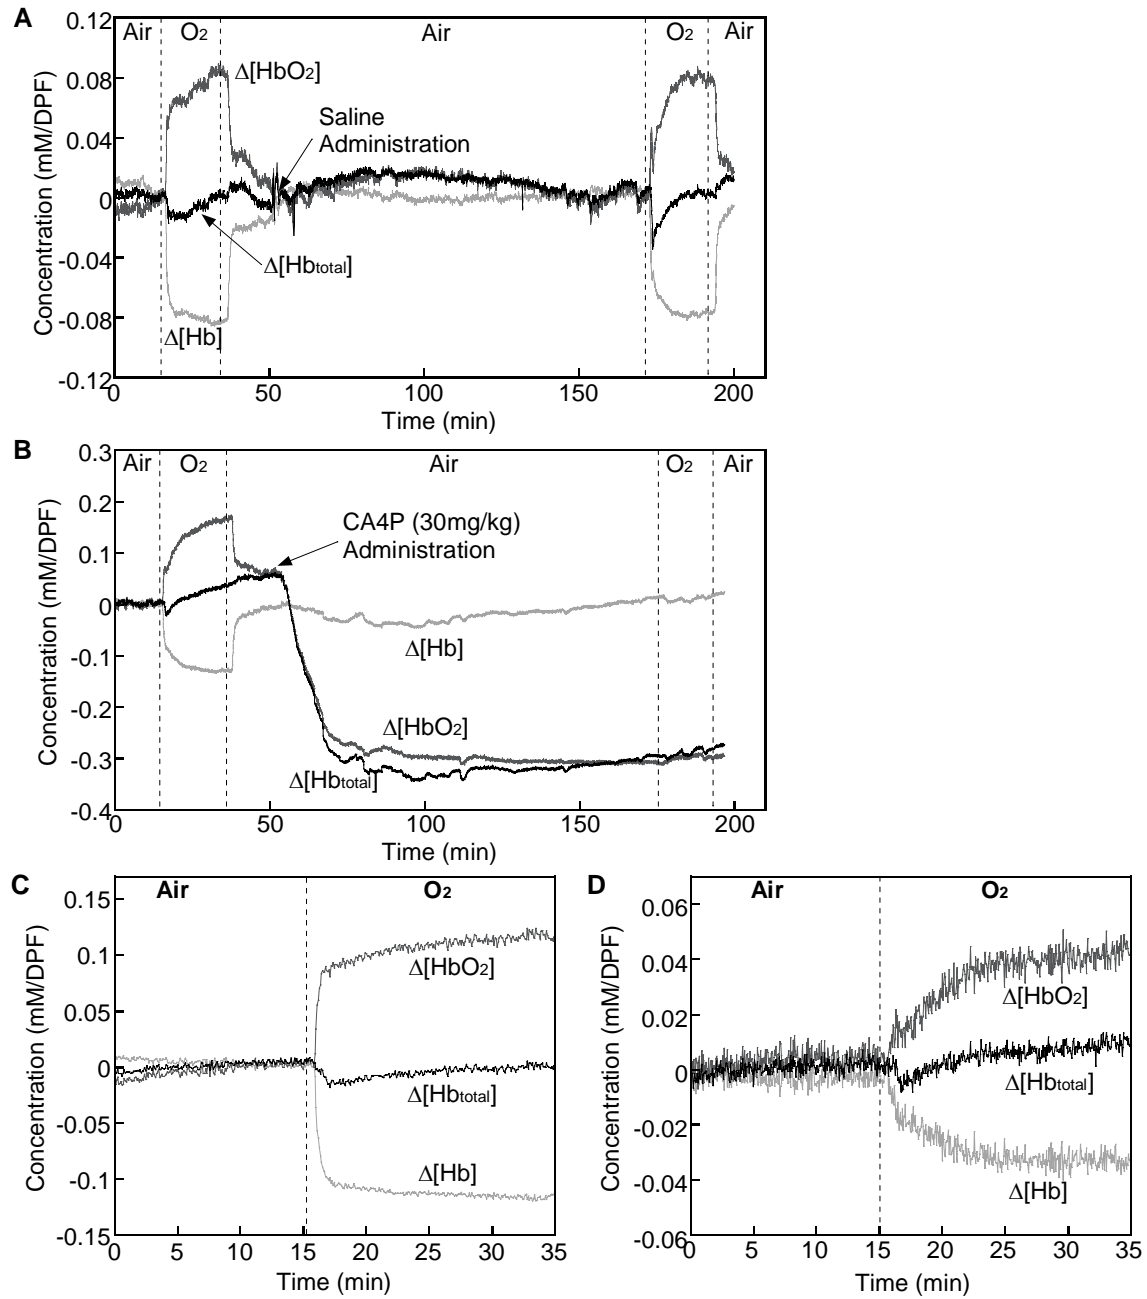 A
0.12
0.08
0.04
0
-0.04
-0.08
-0.12
Concentration (mM/DPF)
Air
O2
Air
O2
Air
Δ[HbO2]
Saline
Administration
Δ[Hbtotal]
Δ[Hb]
0
50
100
150
200
Time (min)
B
0.3
0.2
0.1
0
-0.1
-0.2
-0.3
-0.4
Concentration (mM/DPF)
Air
O2
Air
O2
Air
CA4P (30mg/kg)
Administration
Δ[Hb]
Δ[HbO2]
Δ[Hbtotal]
0
50
100
150
200
Time (min)
C
0.15
0.1
0.05
0
-0.05
-0.1
-0.15
Concentration (mM/DPF)
Air
O2
Δ[HbO2]
Δ[Hbtotal]
Δ[Hb]
0
5
10
15
20
25
30
35
Time (min)
D
0.06
0.04
0.02
0
-0.02
-0.04
-0.06
Concentration (mM/DPF)
Air
O2
Δ[HbO2]
Δ[Hbtotal]
Δ[Hb]
0
5
10
15
20
25
30
35
Time (min)